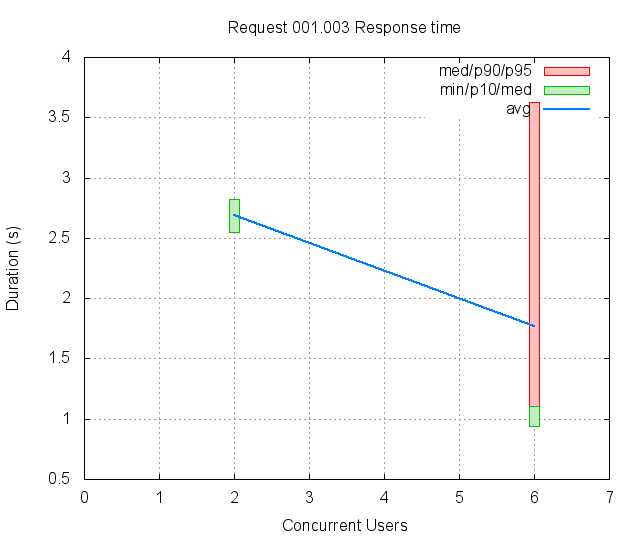 Request 001.003 Response time
med/p90/p95
min/p10/med
avg
4
3.5
3
2.5
2
1.5
1
0.5
Duration (s)
0 1 2 3 4 5 6 7
Concurrent Users